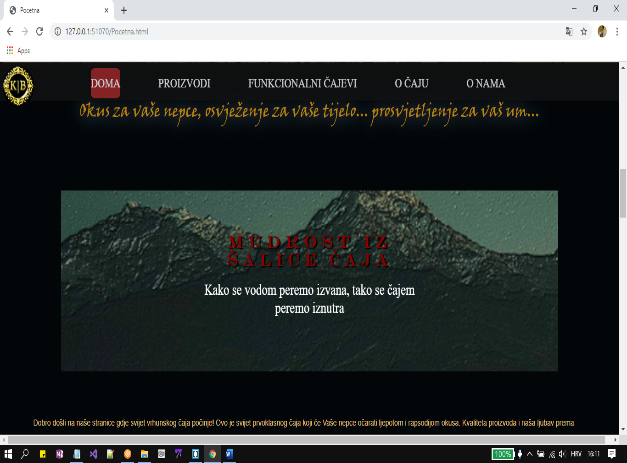 Pocetna
127.0.0.1:51070/Pocetna.html
Apps
KJB
DOMA PROIZVODI FUNKCIONALNI ČAJEVI O ČAJU O NAMA
Okus za vaše nepce, osvježenje za vaše tijelo... prosvjetljenje za vaš um...
MUDROST IZ
ŠALICE ČAJA
Kako se vodom peremo izvana, tako se čajem
peremo iznutra
Dobro došli na naše stranice gdje svijet vrhunskog čaja počinje! Ovo je svijet prvoklasnog čaja koji će Vaše nepce očarati ljepotom i rapsodijom okusa. Kvaliteta proizvoda i naša ljubav prema
100% HRV 16:11